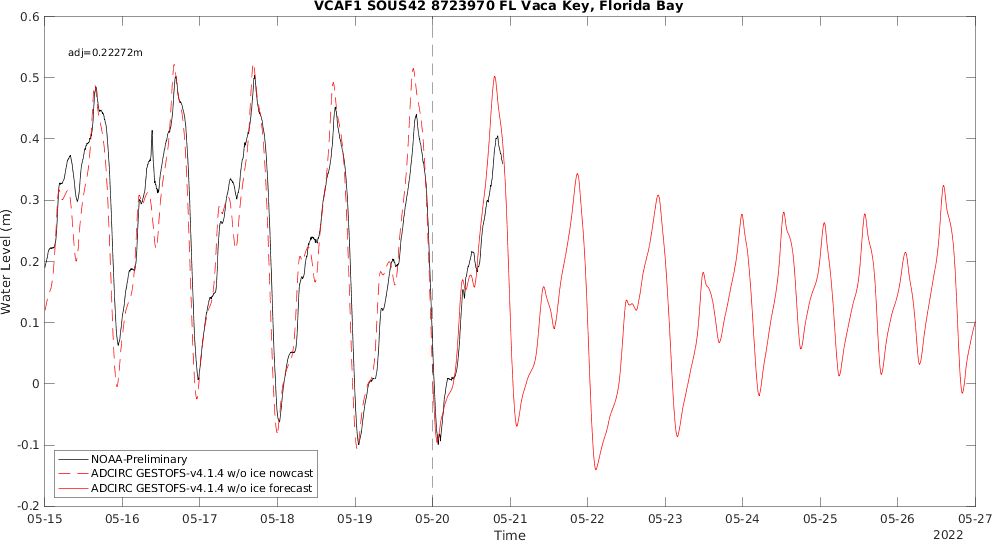 VCAF1 SOUS42 8723970 FL Vaca Key, Florida Bay
adj=0.22272m
0.6
0.5
0.4
0.3
0.2
0.1
0
-0.1
-0.2
Water Level (m)
NOAA-Preliminary
ADCIRC GESTOFS-v4.1.4 w/o ice nowcast
ADCIRC GESTOFS-v4.1.4 w/o ice forecast
05-15 05-16 05-17 05-18 05-19 05-20 05-21 05-22 05-23 05-24 05-25 05-26 05-27
Time
2022